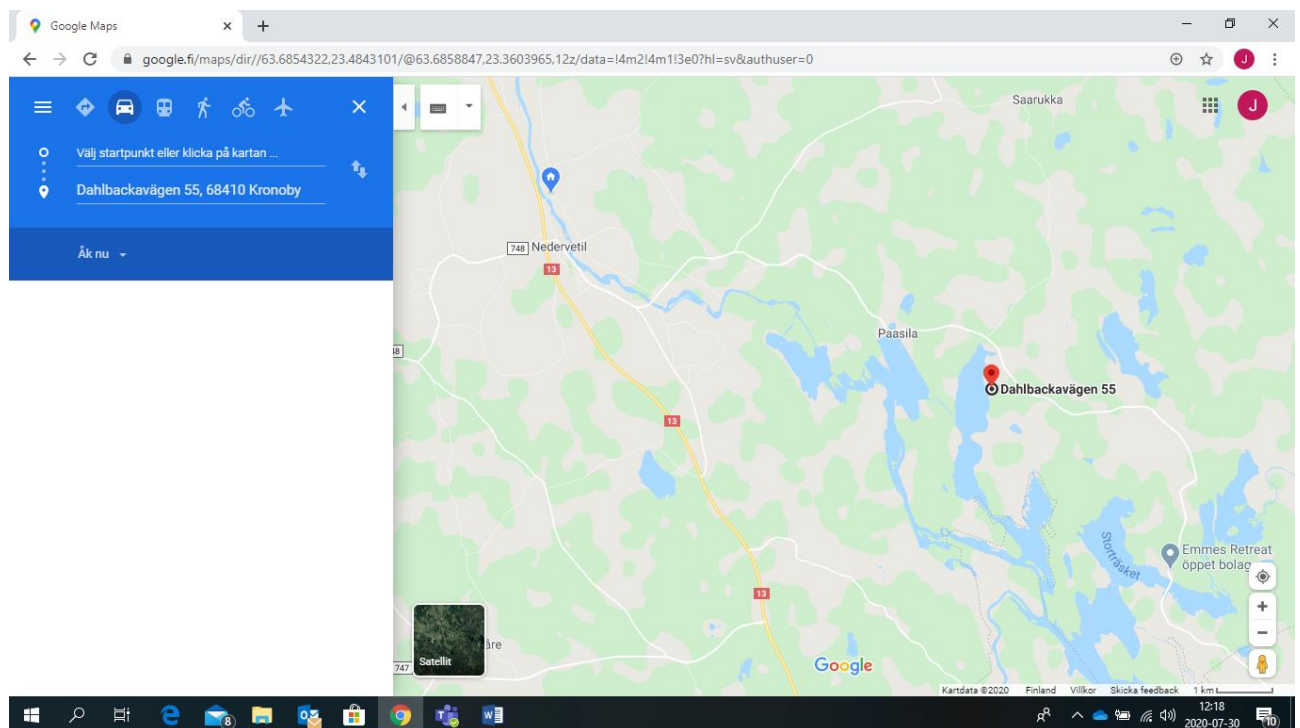 Google Maps
google.fi/maps/dir//63.6854322,23.4843101/@63.6858847,23.3603965,12z/data=!4m2!4m1!3e0?hl=sv&authuser=0
J
J
Välj startpunkt eller klicka på kartan ...
Dahlbackavägen 55, 68410 Kronoby
Åk nu
Saarukka
748 Nedervetil
13
Paasila
Dahlbackavägen 55
13
Storträsket
Emmes Retreat
öppet bolag
13
åre
747
Satellit
Google
Kartdata ©2020 Finland Villkor Skicka feedback 1 km
8
12:18
2020-07-30
10